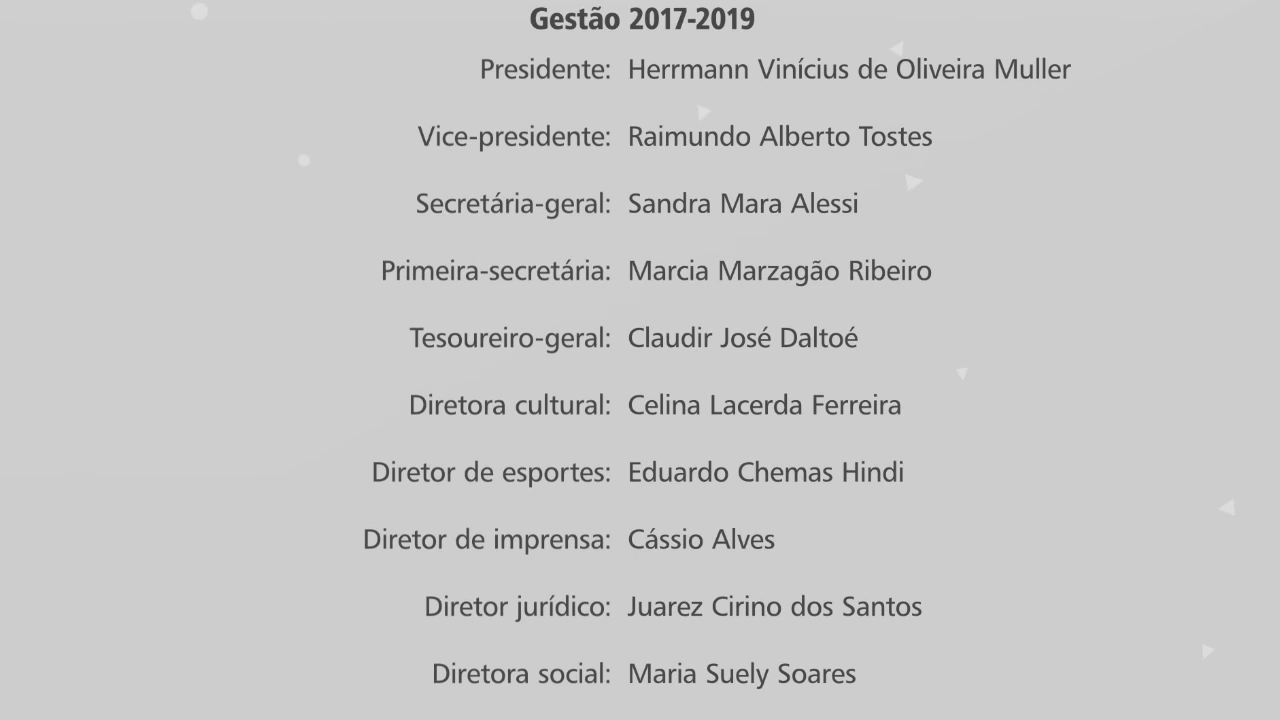 Gestão 2017-2019
Presidente: Herrmann Vinícius de Oliveira Muller
Vice-presidente: Raimundo Alberto Tostes
Secretária-geral: Sandra Mara Alessi
Primeira-secretária: Marcia Marzagão Ribeiro
Tesoureiro-geral: Claudir José Daltoé
Diretora cultural: Celina Lacerda Ferreira
Diretor de esportes: Eduardo Chemas Hindi
Diretor de imprensa: Cássio Alves
Diretor jurídico: Juarez Cirino dos Santos
Diretora social: Maria Suely Soares